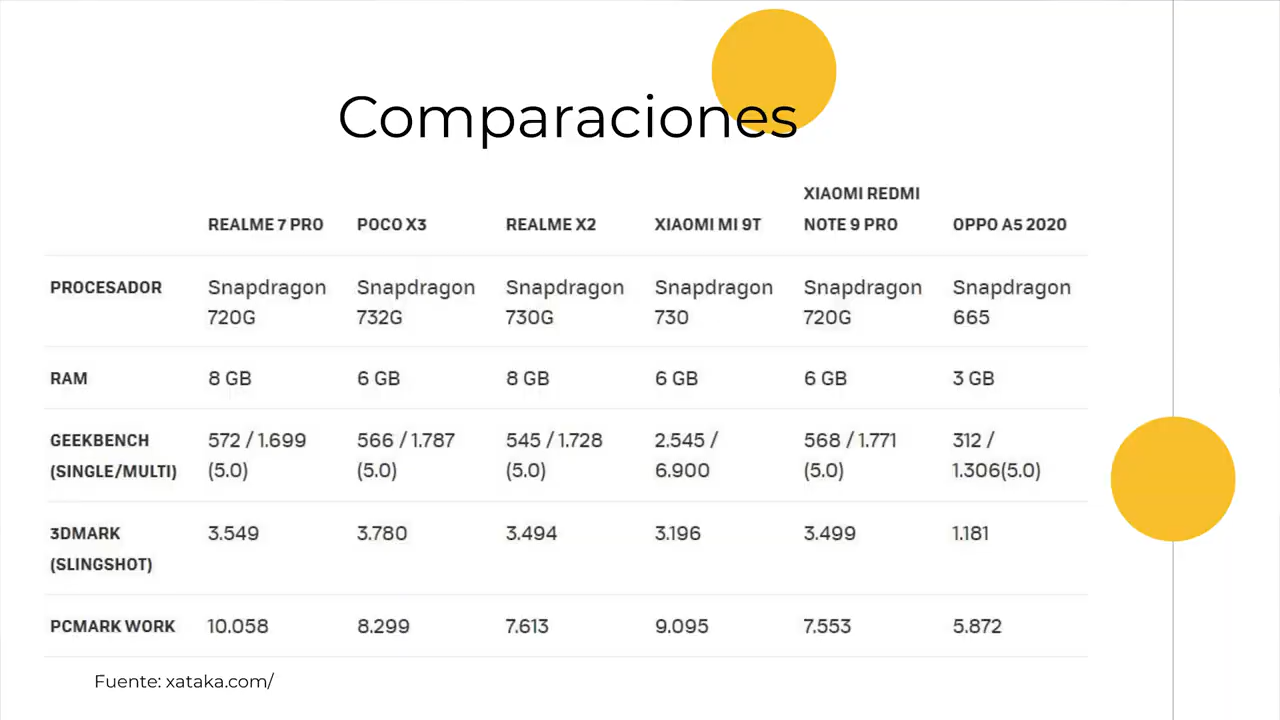 Comparaciones
XIAOMI REDMI
REALME 7 PRO POCO X3 REALME X2 XIAOMI MI 9T NOTE 9 PRO OPPO A5 2020
PROCESADOR Snapdragon Snapdragon Snapdragon Snapdragon Snapdragon Snapdragon
720G 732G 730G 730 720G 665
RAM 8 GB 6 GB 8 GB 6 GB 6 GB 3 GB
GEEKBENCH 572 / 1.699 566 / 1.787 545 / 1.728 2.545 / 568 / 1.771 312 /
(SINGLE/MULTI) (5.0) (5.0) (5.0) 6.900 (5.0) 1.306(5.0)
3DMARK 3.549 3.780 3.494 3.196 3.499 1.181
(SLINGSHOT)
PCMARK WORK 10.058 8.299 7.613 9.095 7.553 5.872
Fuente: xataka.com/